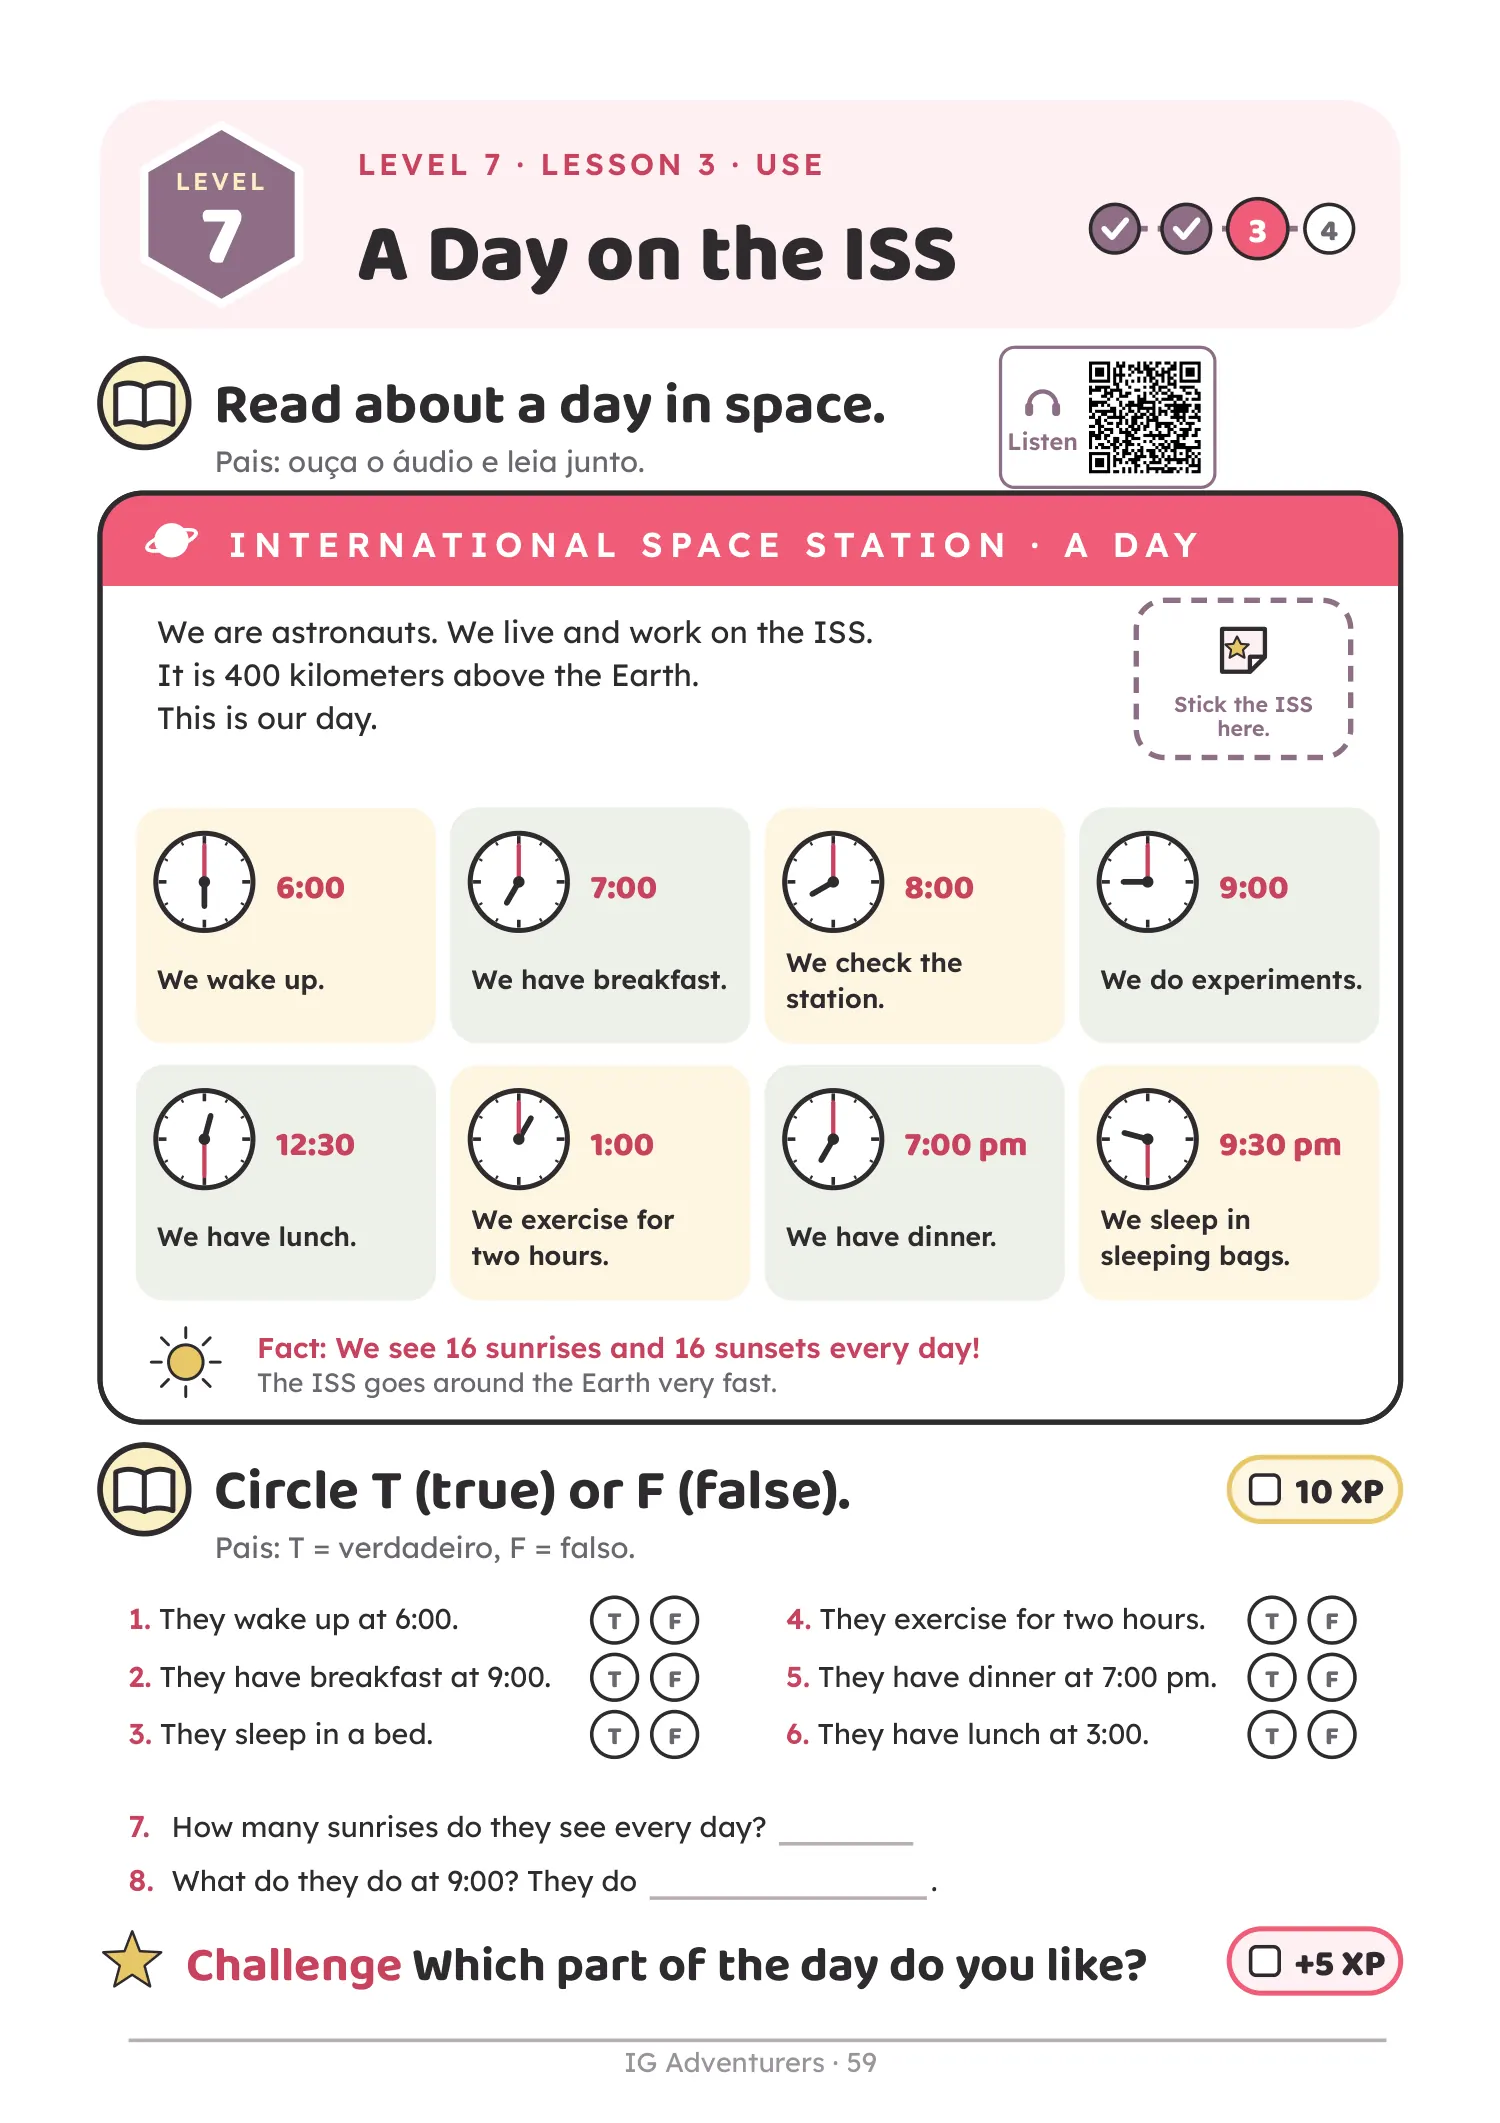 LEVEL
7
LEVEL 7 · LESSON 3 · USE
A Day on the ISS
3
4
Read about a day in space.
Pais: ouça o áudio e leia junto.
Listen
INTERNATIONAL SPACE STATION · A DAY
We are astronauts. We live and work on the ISS.
It is 400 kilometers above the Earth.
This is our day.
Stick the ISS
here.
6:00
We wake up.
7:00
We have breakfast.
8:00
We check the
station.
9:00
We do experiments.
12:30
We have lunch.
1:00
We exercise for
two hours.
7:00 pm
We have dinner.
9:30 pm
We sleep in
sleeping bags.
Fact: We see 16 sunrises and 16 sunsets every day!
The ISS goes around the Earth very fast.
Circle T (true) or F (false).
10 XP
Pais: T = verdadeiro, F = falso.
1. They wake up at 6:00. T F
2. They have breakfast at 9:00. T F
3. They sleep in a bed. T F
4. They exercise for two hours. T F
5. They have dinner at 7:00 pm. T F
6. They have lunch at 3:00. T F
7. How many sunrises do they see every day? ________
8. What do they do at 9:00? They do ________________.
Challenge Which part of the day do you like?
+5 XP
IG Adventurers · 59